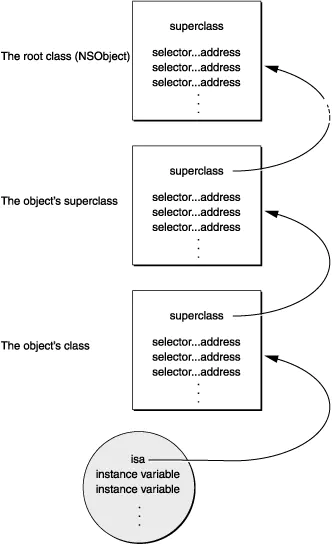 superclass
The root class (NSObject)
selector...address
selector...address
selector...address
.
.
.
superclass
The object's superclass
selector...address
selector...address
selector...address
.
.
.
superclass
The object's class
selector...address
selector...address
selector...address
.
.
.
isa
instance variable
instance variable
.
.
.